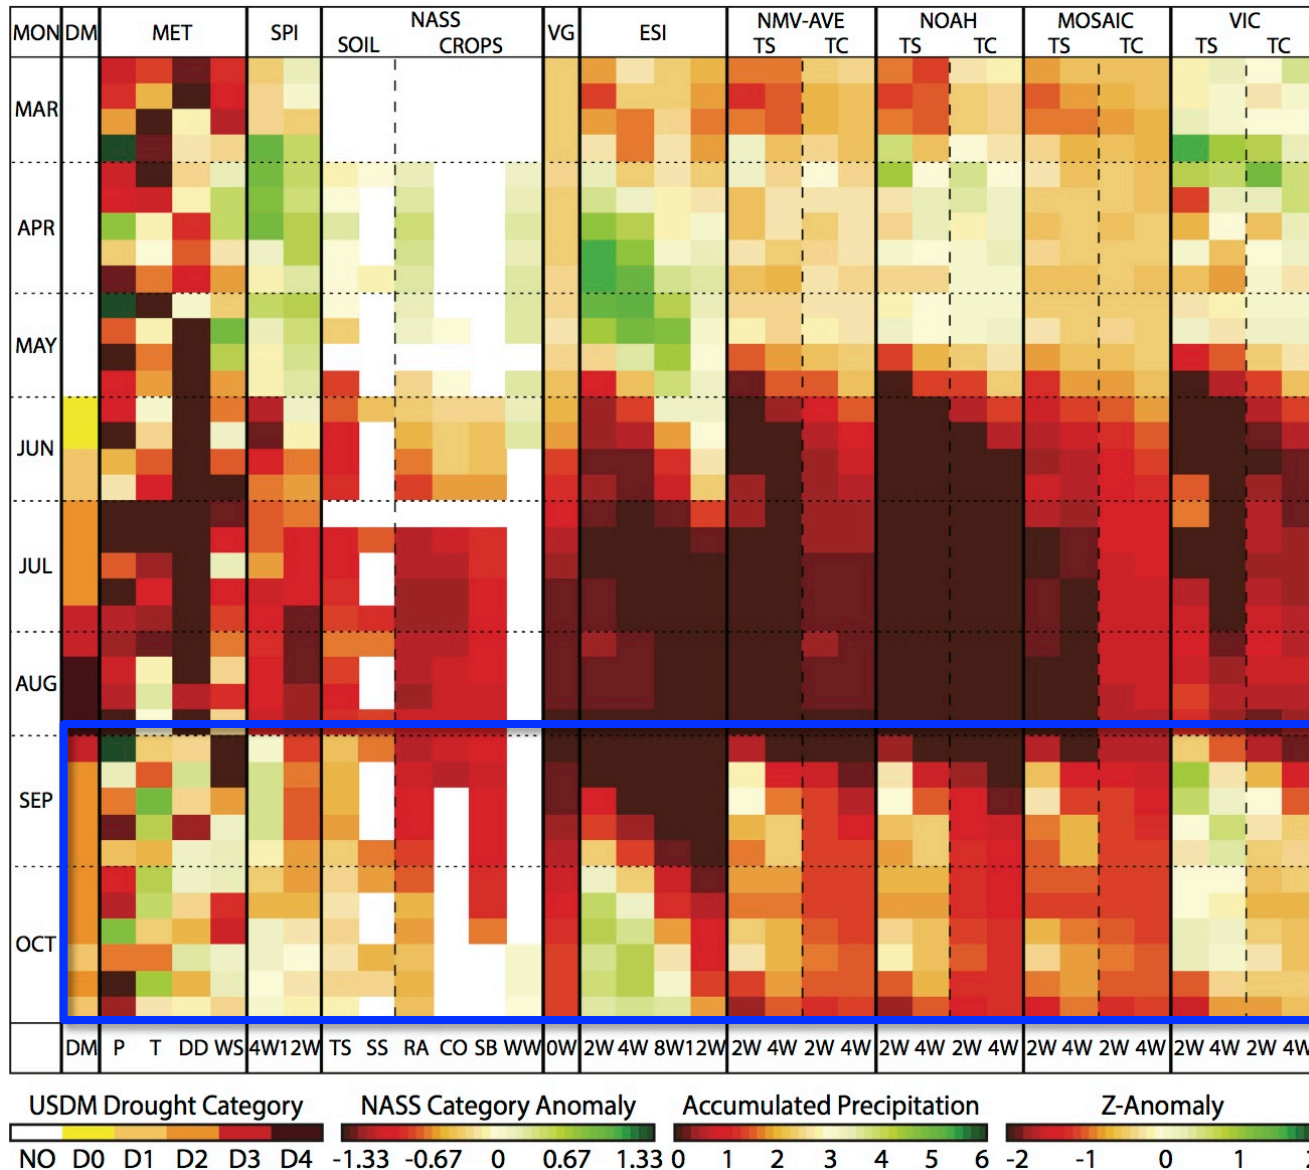 MON DM MET SPI NASS VG ESI NMV-AVE NOAH MOSAIC VIC
SOIL CROPS TS TC TS TC TS TC TS TC
MAR
APR
MAY
JUN
JUL
AUG
SEP
OCT
DM P T DD WS 4W 12W TS SS RA CO SB WW 0W 2W 4W 8W 12W 2W 4W 2W 4W 2W 4W 2W 4W 2W 4W 2W 4W 2W 4W 2W 4W
USDM Drought Category NASS Category Anomaly Accumulated Precipitation Z-Anomaly
NO D0 D1 D2 D3 D4 -1.33 -0.67 0 0.67 1.33 0 1 2 3 4 5 6 -2 -1 0 1 2